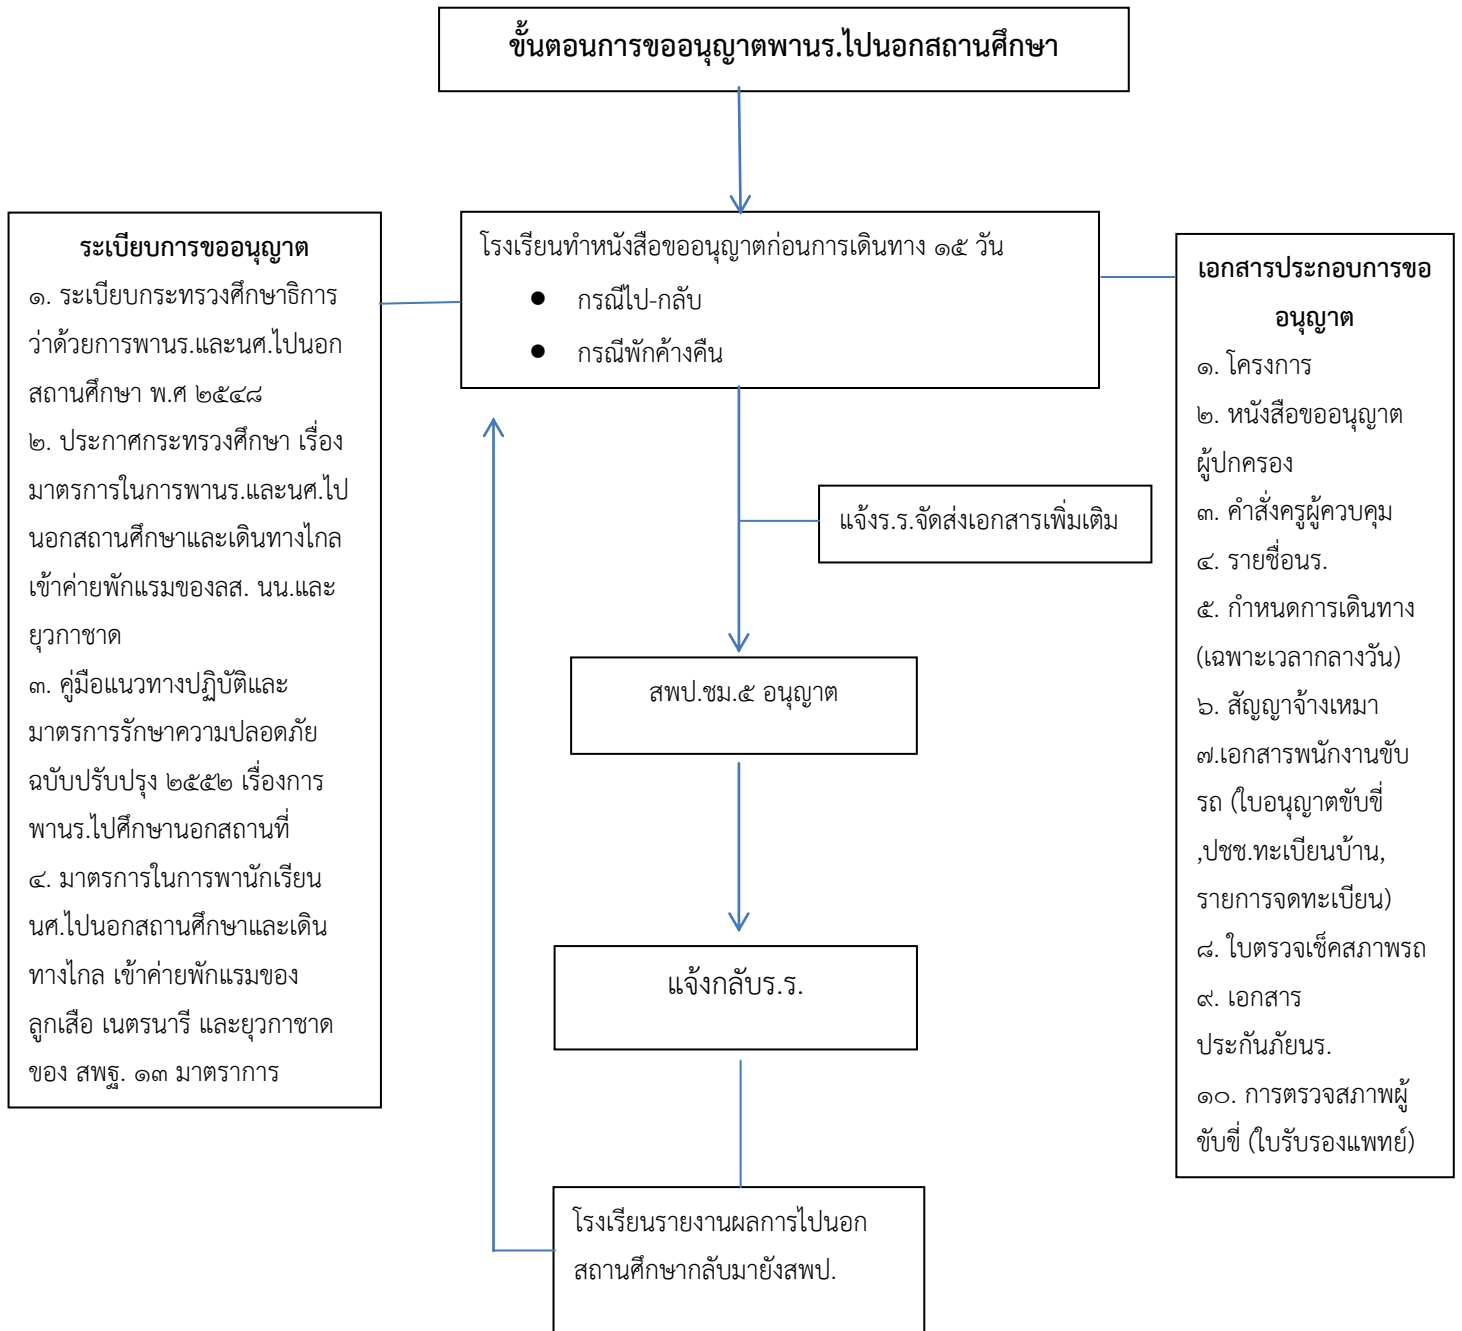 ขั้นตอนการขออนุญาตพานร.ไปนอกสถานศึกษา
โรงเรียนทำหนังสือขออนุญาตก่อนการเดินทาง ๑๕ วัน
● กรณีไป-กลับ
● กรณีพักค้างคืน
ระเบียบการขออนุญาต
๑. ระเบียบกระทรวงศึกษาธิการ
ว่าด้วยการพานร.และนศ.ไปนอก
สถานศึกษา พ.ศ ๒๕๔๘
๒. ประกาศกระทรวงศึกษา เรื่อง
มาตรการในการพานร.และนศ.ไป
นอกสถานศึกษาและเดินทางไกล
เข้าค่ายพักแรมของลส. นน.และ
ยุวกาชาด
๓. คู่มือแนวทางปฏิบัติและ
มาตรการรักษาความปลอดภัย
ฉบับปรับปรุง ๒๕๕๒ เรื่องการ
พานร.ไปศึกษานอกสถานที่
๔. มาตรการในการพานักเรียน
นศ.ไปนอกสถานศึกษาและเดิน
ทางไกล เข้าค่ายพักแรมของ
ลูกเสือ เนตรนารี และยุวกาชาด
ของ สพฐ. ๑๓ มาตราการ
เอกสารประกอบการขอ
อนุญาต
๑. โครงการ
๒. หนังสือขออนุญาต
ผู้ปกครอง
๓. คำสั่งครูผู้ควบคุม
๔. รายชื่อนร.
๕. กำหนดการเดินทาง
(เฉพาะเวลากลางวัน)
๖. สัญญาจ้างเหมา
๗.เอกสารพนักงานขับ
รถ (ใบอนุญาตขับขี่
,ปชช.ทะเบียนบ้าน,
รายการจดทะเบียน)
๘. ใบตรวจเช็คสภาพรถ
๙. เอกสาร
ประกันภัยนร.
๑๐. การตรวจสภาพผู้
ขับขี่ (ใบรับรองแพทย์)
แจ้งร.ร.จัดส่งเอกสารเพิ่มเติม
สพป.ชม.๕ อนุญาต
แจ้งกลับร.ร.
โรงเรียนรายงานผลการไปนอก
สถานศึกษากลับมายังสพป.